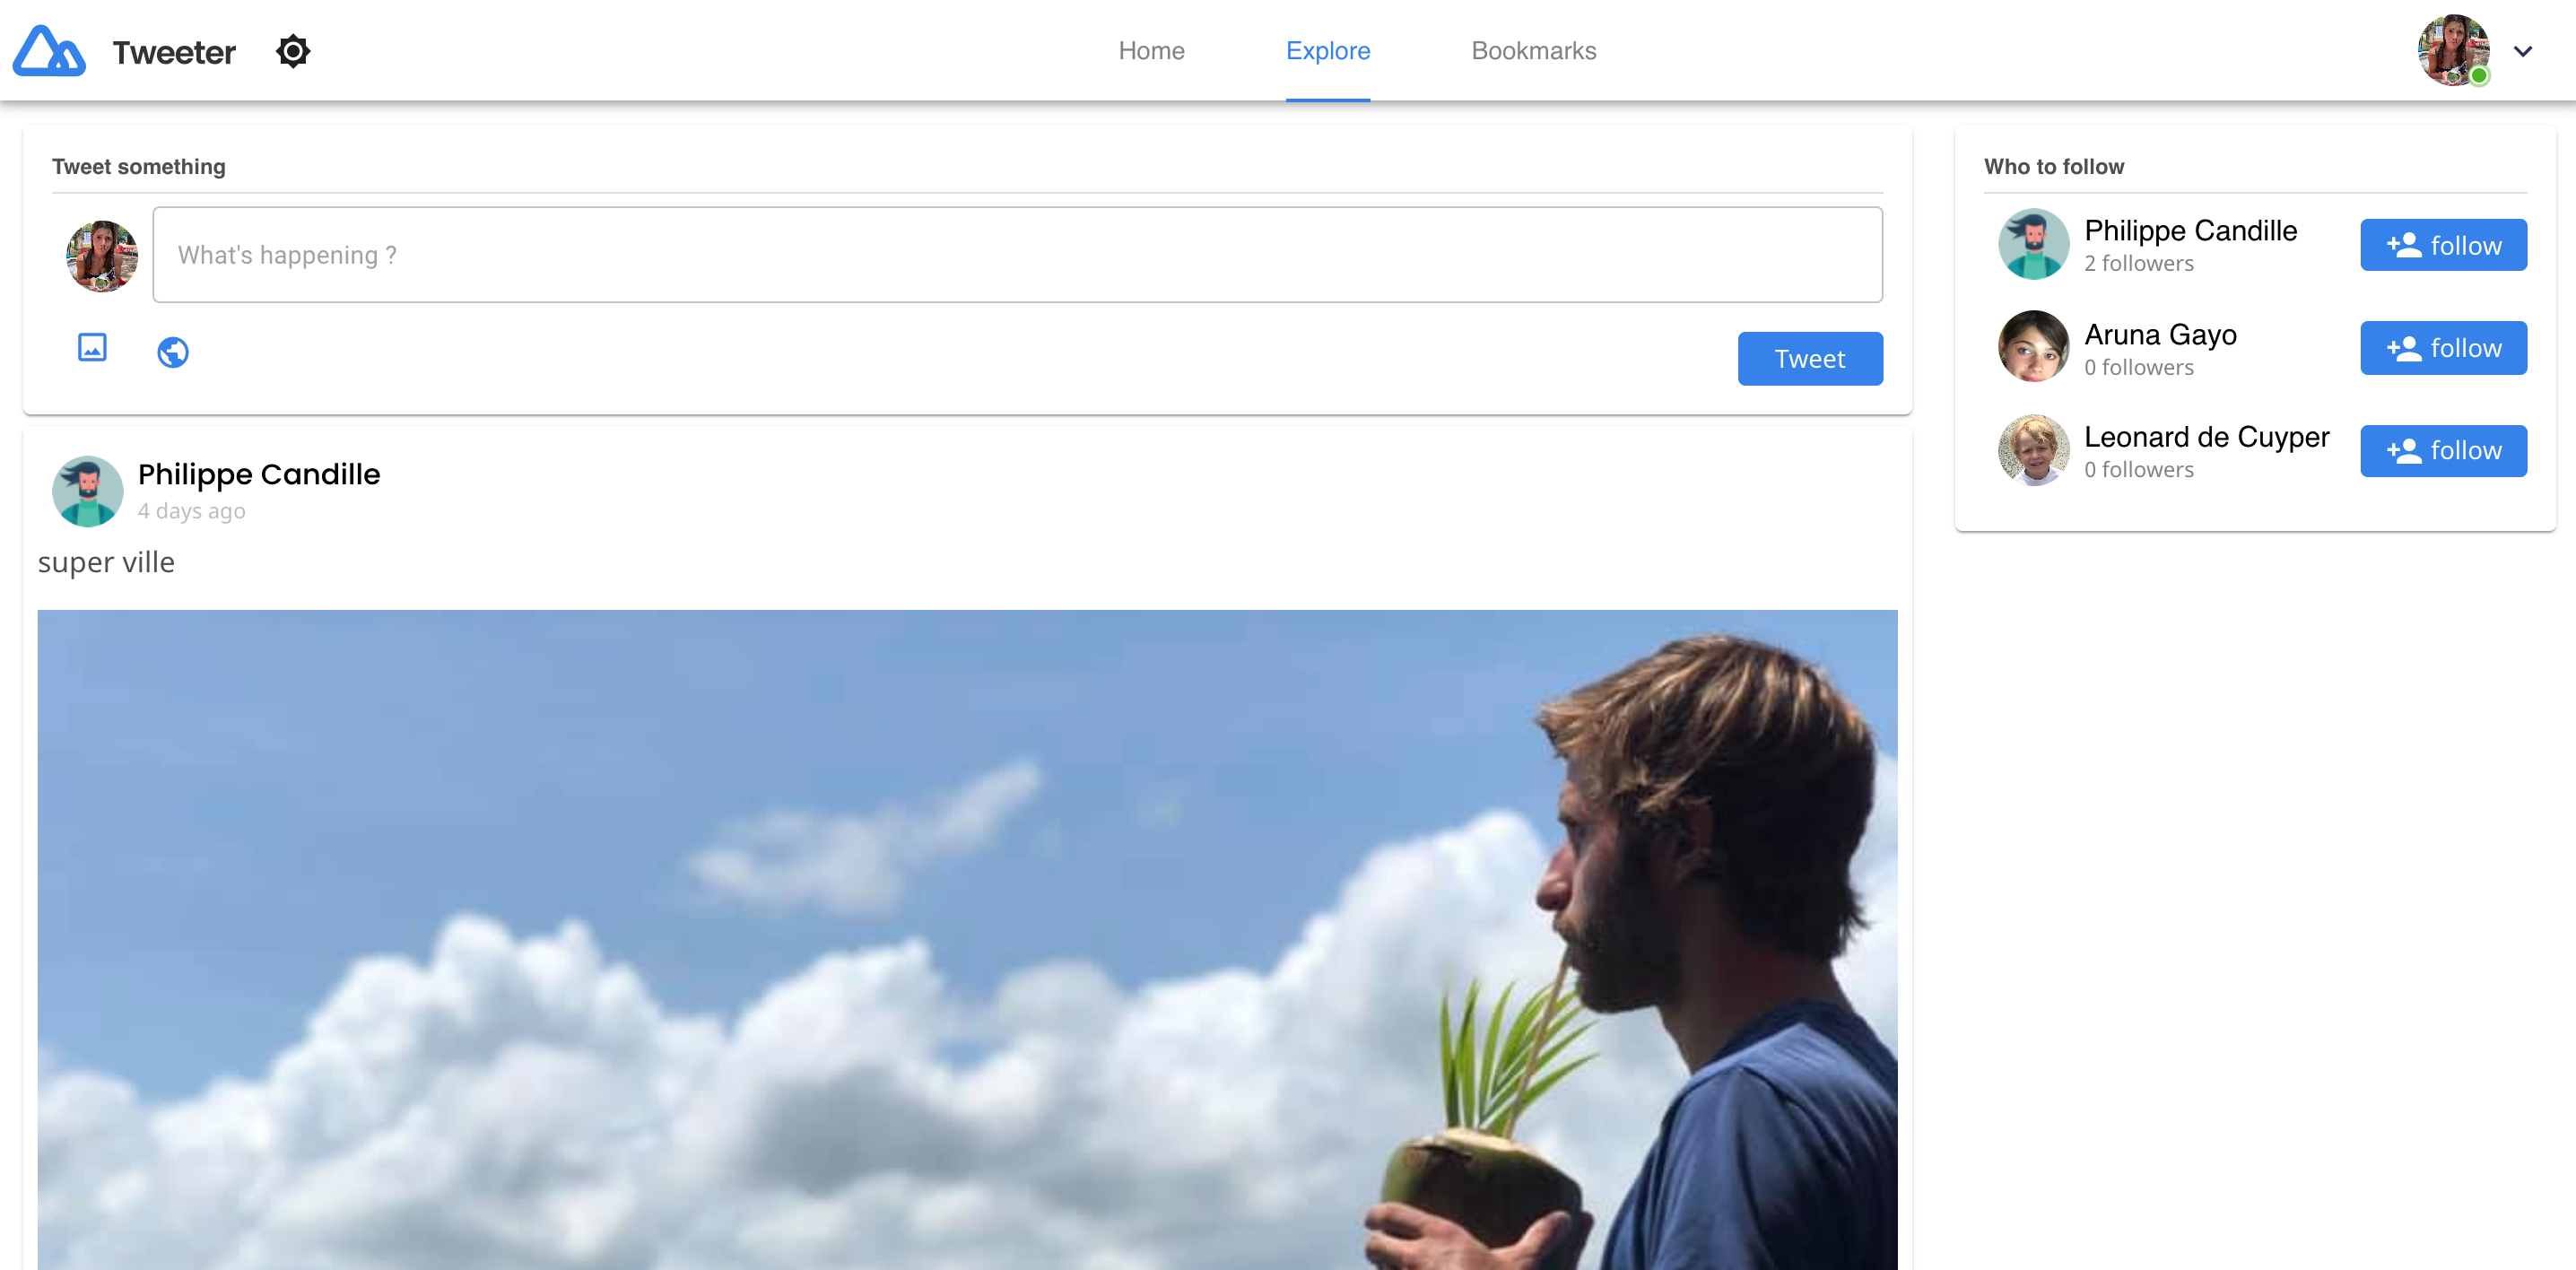 Tweeter
Home
Explore
Bookmarks
Tweet something
What's happening ?
Tweet
Who to follow
Philippe Candille
2 followers
follow
Aruna Gayo
0 followers
follow
Leonard de Cuyper
0 followers
follow
Philippe Candille
4 days ago
super ville